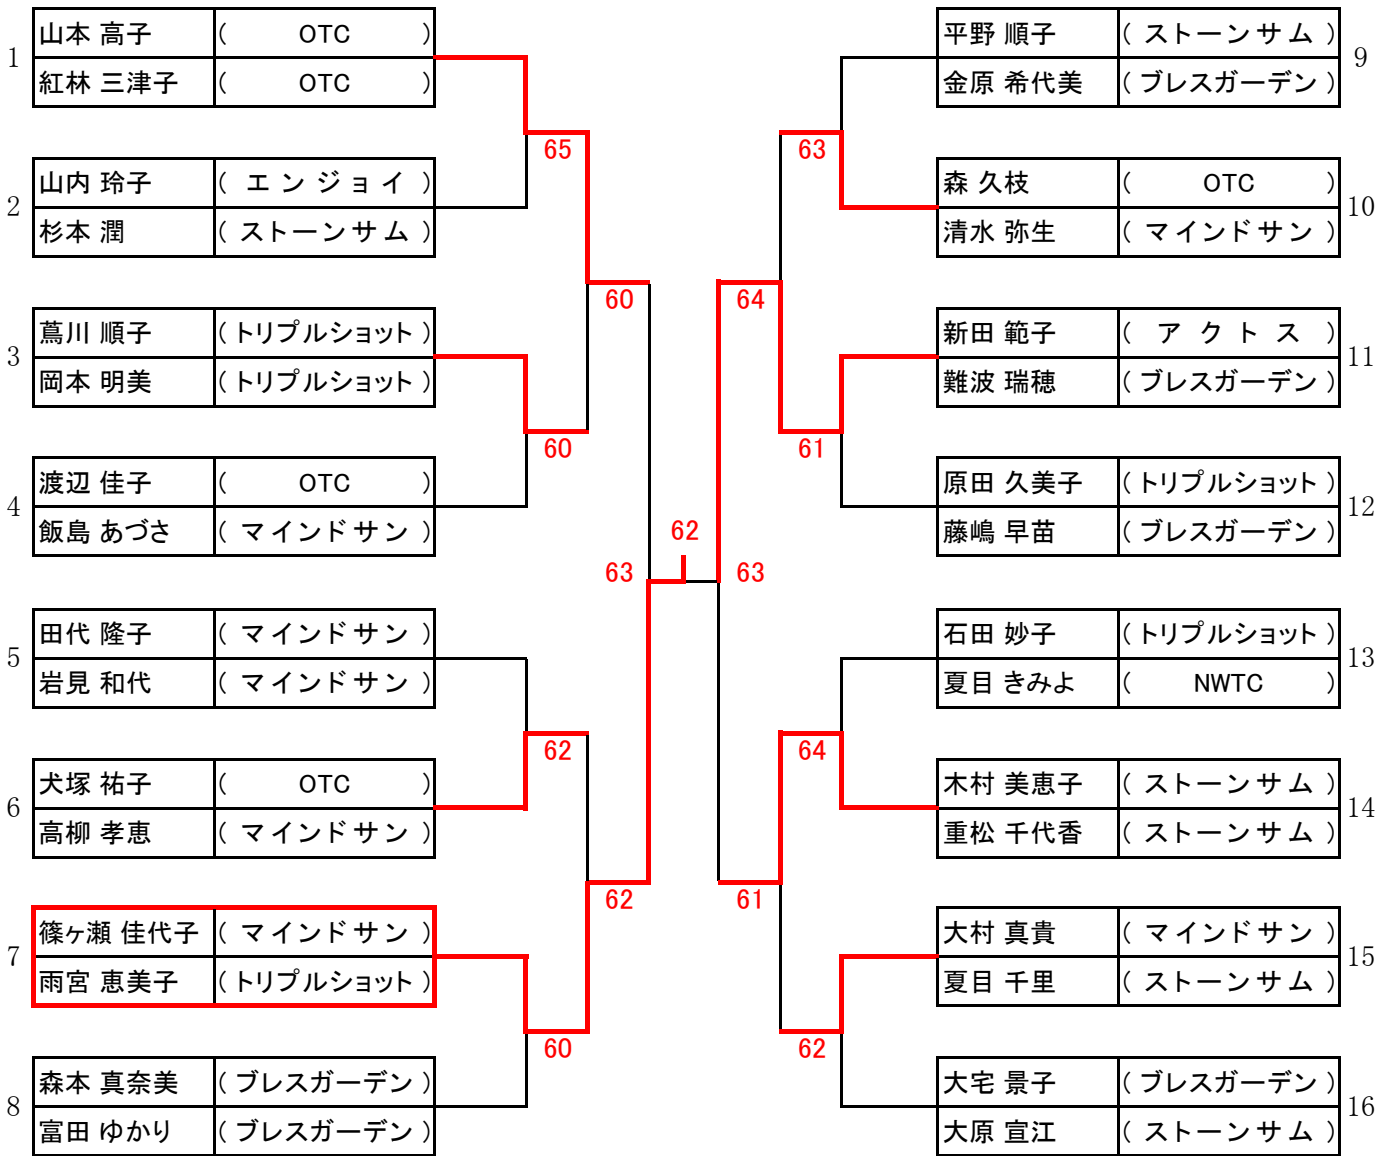 1
山本 高子 ( OTC )
紅林 三津子 ( OTC )
2
山内 玲子 ( エンジョイ )
杉本 潤 ( ストーンサム )
3
蔦川 順子 ( トリプルショット )
岡本 明美 ( トリプルショット )
4
渡辺 佳子 ( OTC )
飯島 あづさ ( マインドサン )
5
田代 隆子 ( マインドサン )
岩見 和代 ( マインドサン )
6
犬塚 祐子 ( OTC )
高柳 孝恵 ( マインドサン )
7
篠ヶ瀬 佳代子 ( マインドサン )
雨宮 恵美子 ( トリプルショット )
8
森本 真奈美 ( ブレスガーデン )
富田 ゆかり ( ブレスガーデン )
65
60
60
62
60
62
63
62
63
64
61
63
61
64
62
9
平野 順子 ( ストーンサム )
金原 希代美 ( ブレスガーデン )
10
森 久枝 ( OTC )
清水 弥生 ( マインドサン )
11
新田 範子 ( アクトス )
難波 瑞穂 ( ブレスガーデン )
12
原田 久美子 ( トリプルショット )
藤嶋 早苗 ( ブレスガーデン )
13
石田 妙子 ( トリプルショット )
夏目 きみよ ( NWTC )
14
木村 美恵子 ( ストーンサム )
重松 千代香 ( ストーンサム )
15
大村 真貴 ( マインドサン )
夏目 千里 ( ストーンサム )
16
大宅 景子 ( ブレスガーデン )
大原 宣江 ( ストーンサム )